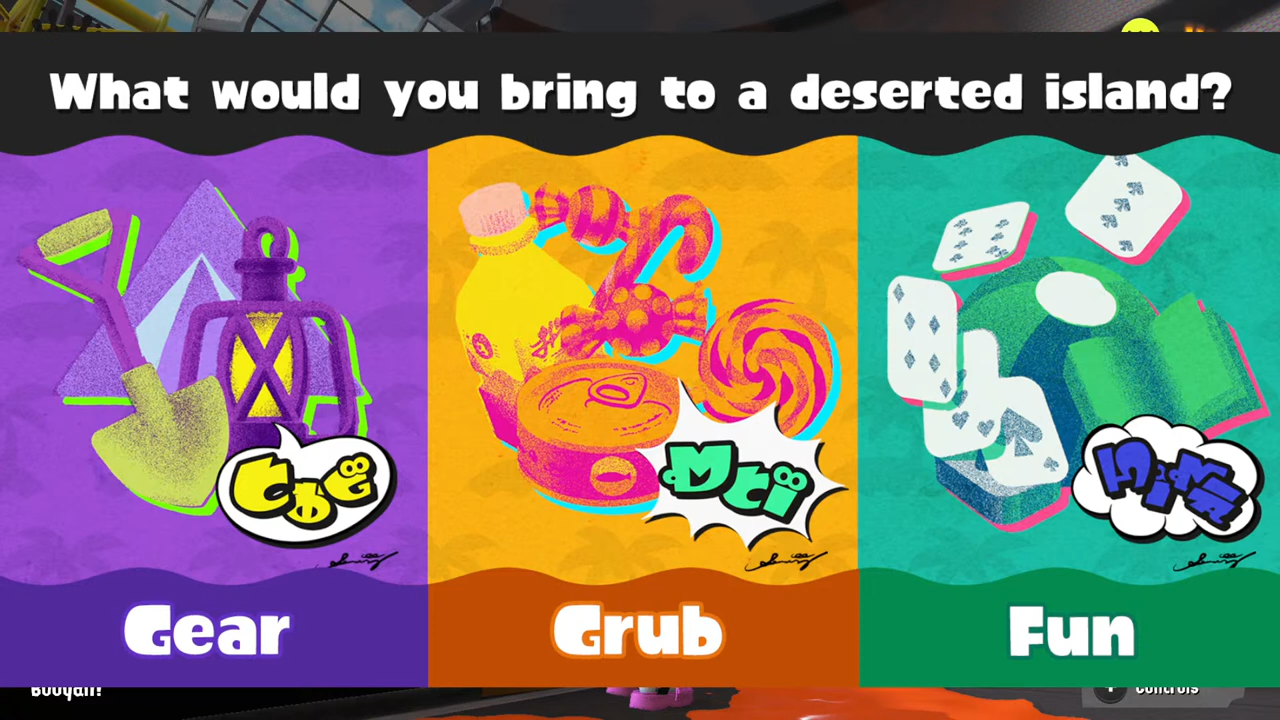 What would you bring to a deserted island?
Gear
Grub
Fun
Booyah!
Controls